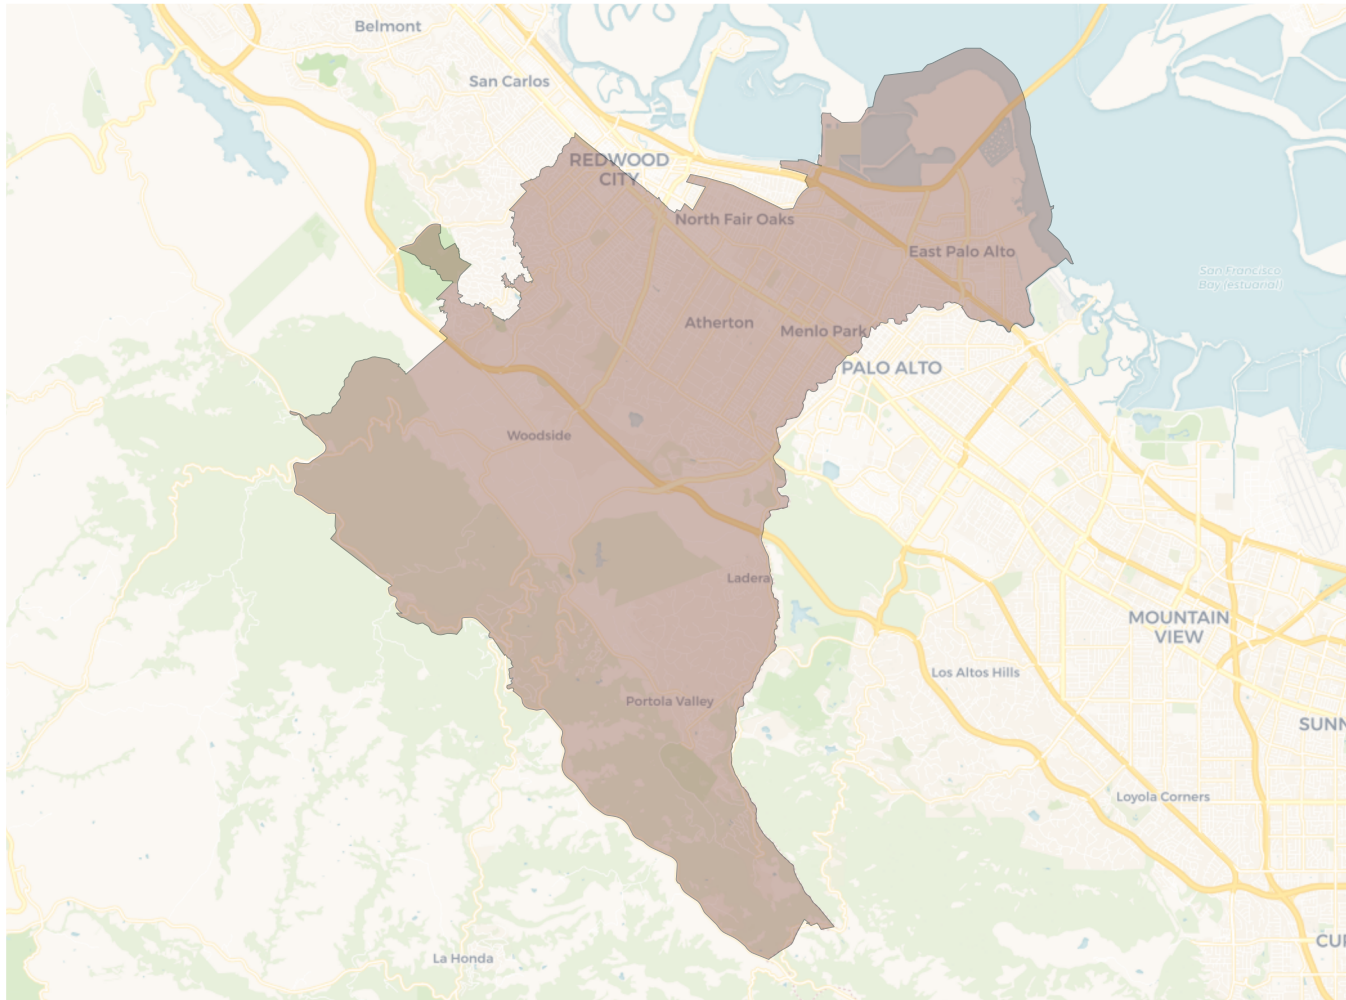 Belmont
San Carlos
REDWOOD
CITY
North Fair Oaks
East Palo Alto
San Francisco
Bay (estuarial)
Atherton
Menlo Park
PALO ALTO
Woodside
Ladera
MOUNTAIN
VIEW
Los Altos Hills
Portola Valley
SUNN
Loyola Corners
CU
La Honda